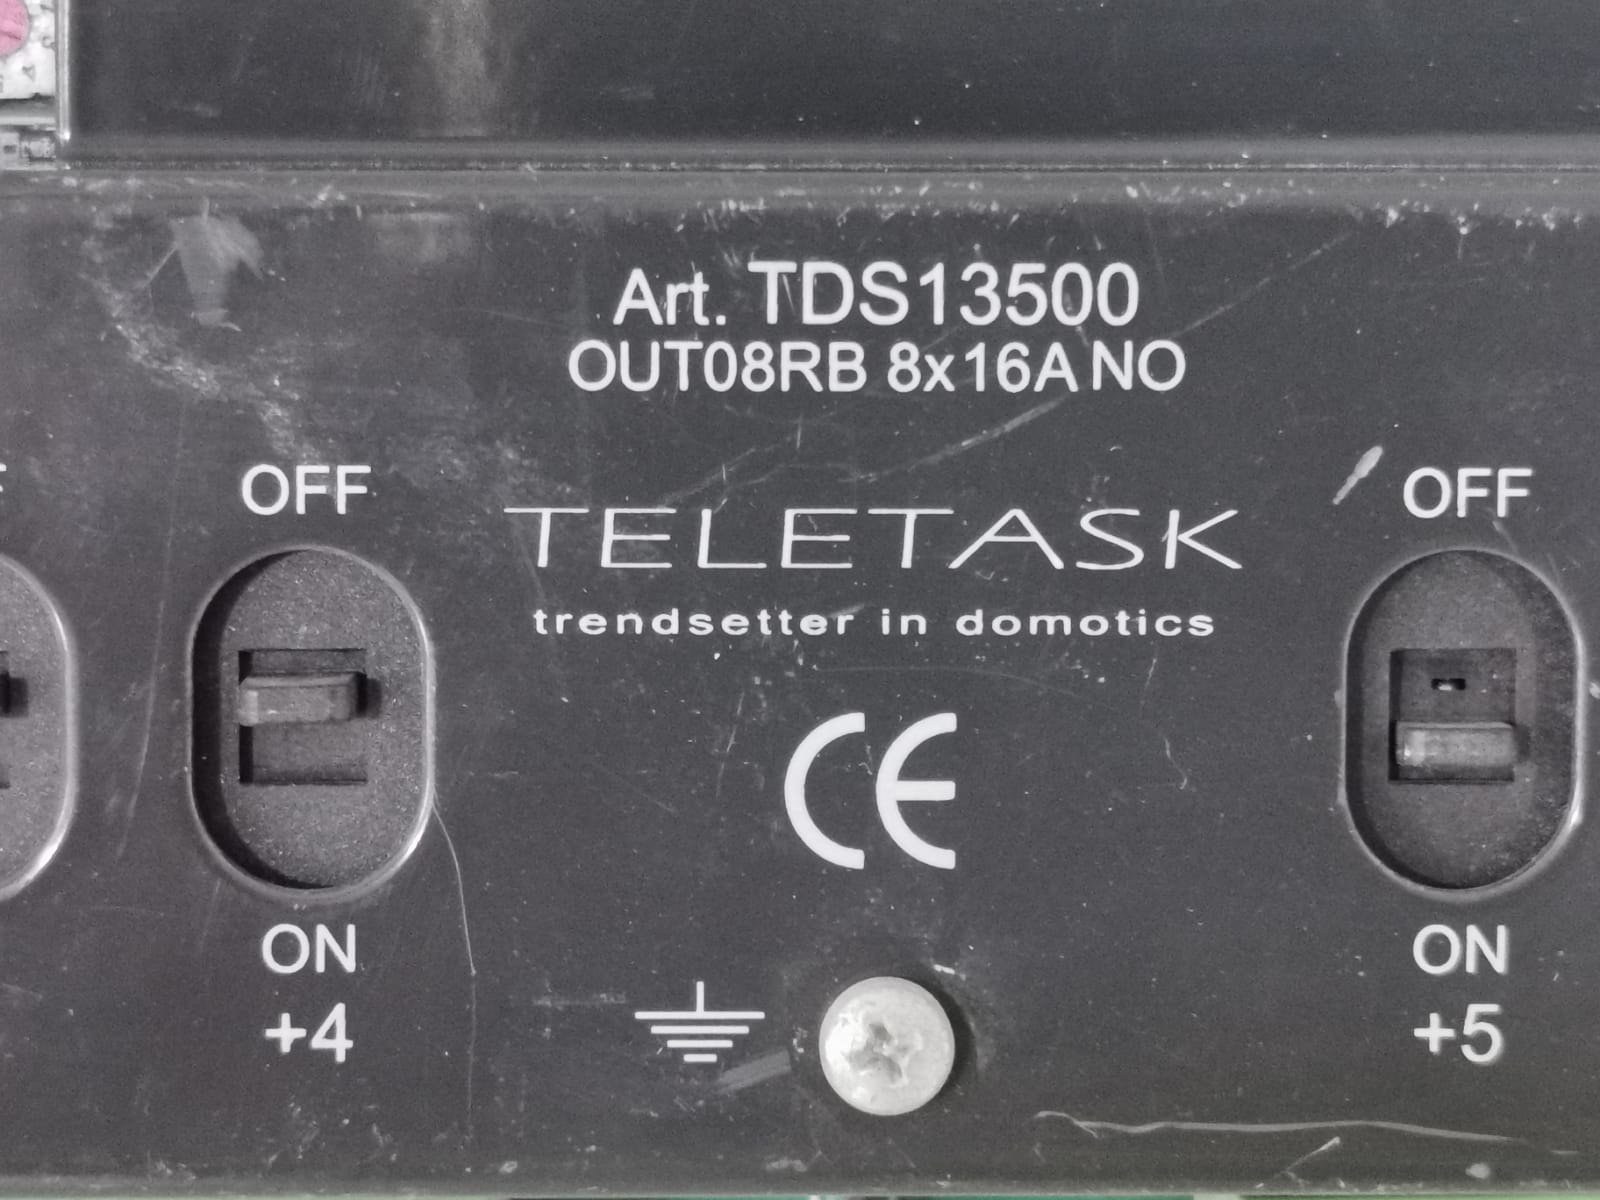 Art. TDS13500
OUT08RB 8x16A NO
OFF
OFF
TELETASK
trendsetter in domotics
CE
ON
ON
+4
+5